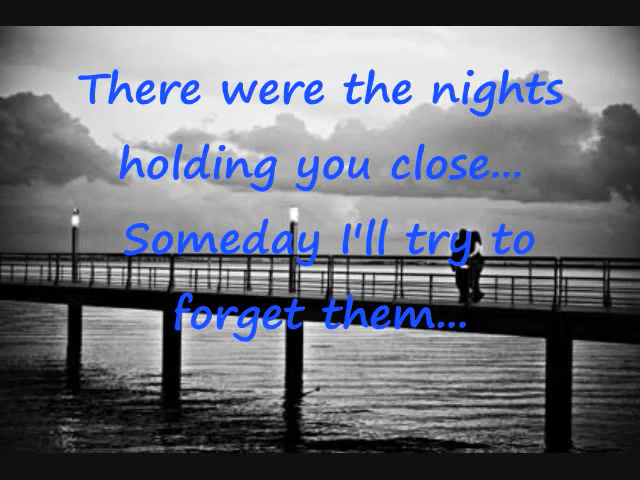 There were the nights
holding you close...
Someday I'll try to
forget them...